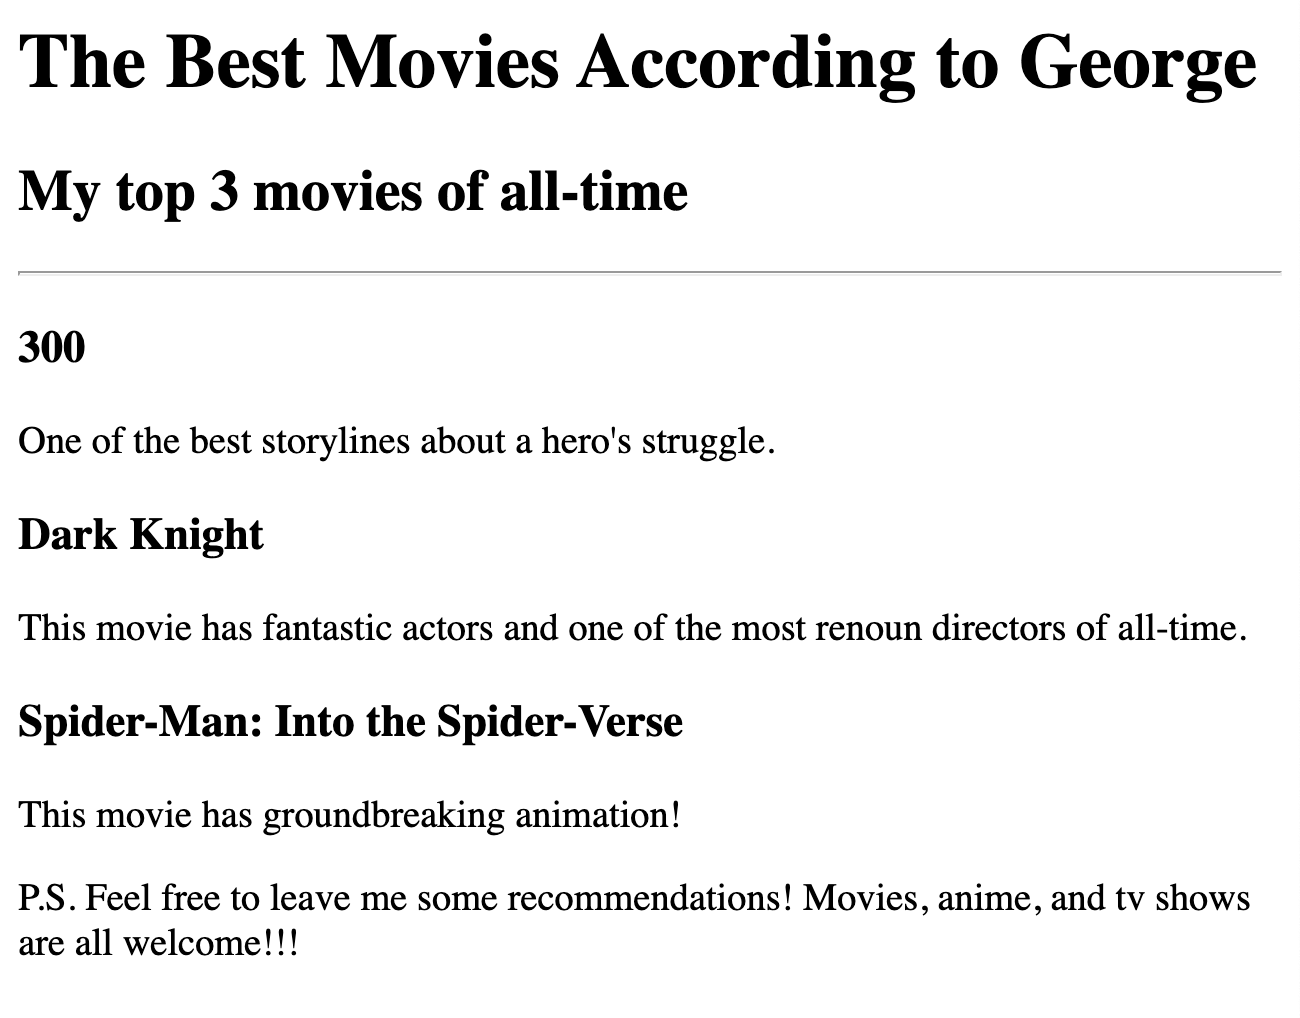 The Best Movies According to George
My top 3 movies of all-time
300
One of the best storylines about a hero's struggle.
Dark Knight
This movie has fantastic actors and one of the most renoun directors of all-time.
Spider-Man: Into the Spider-Verse
This movie has groundbreaking animation!
P.S. Feel free to leave me some recommendations! Movies, anime, and tv shows
are all welcome!!!